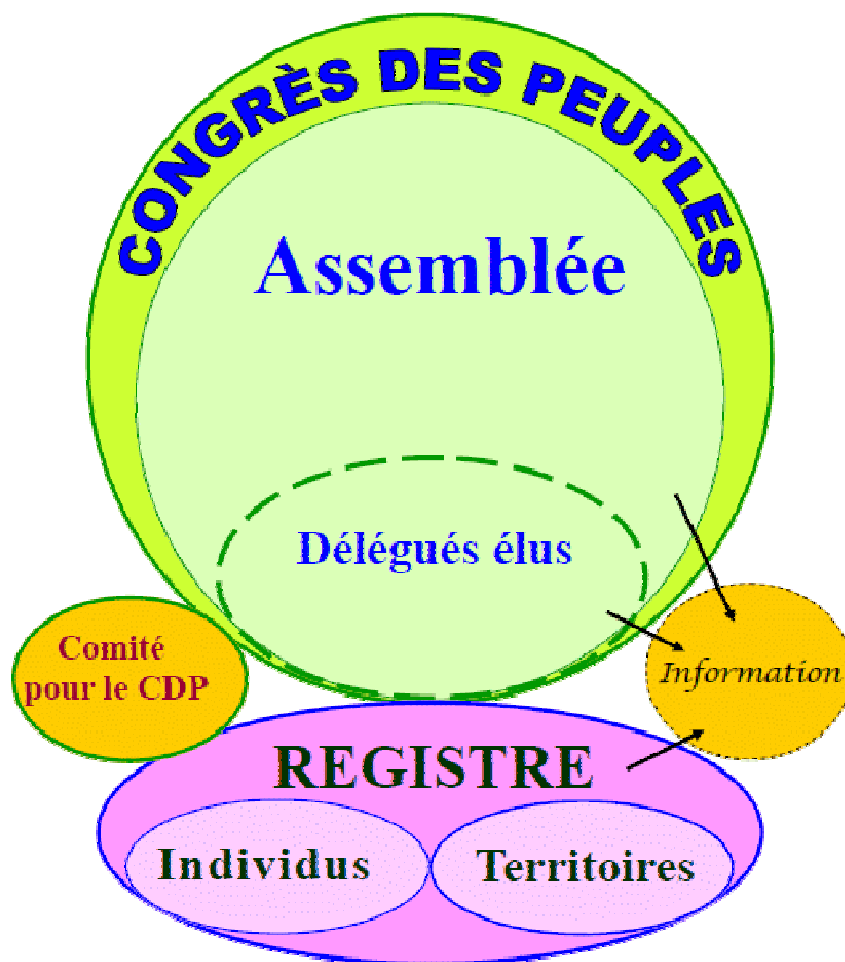 CONGRÈS DES PEUPLES
Assemblée
Délégués élus
Comité
pour le CDP
Information
REGISTRE
Individus
Territoires